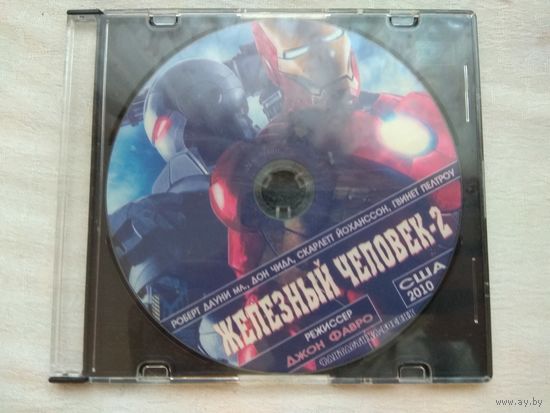 РОБЕРТ ДАУНИ МЛ., ДОН ЧИДЛ, СКАРЛЕТТ ЙОХАНССОН, ГВИНЕТ ПЕЛТРОУ
ЖЕЛЕЗНЫЙ ЧЕЛОВЕК-2
США
2010
РЕЖИССЕР
ДЖОН ФАВРО
www.ay.by